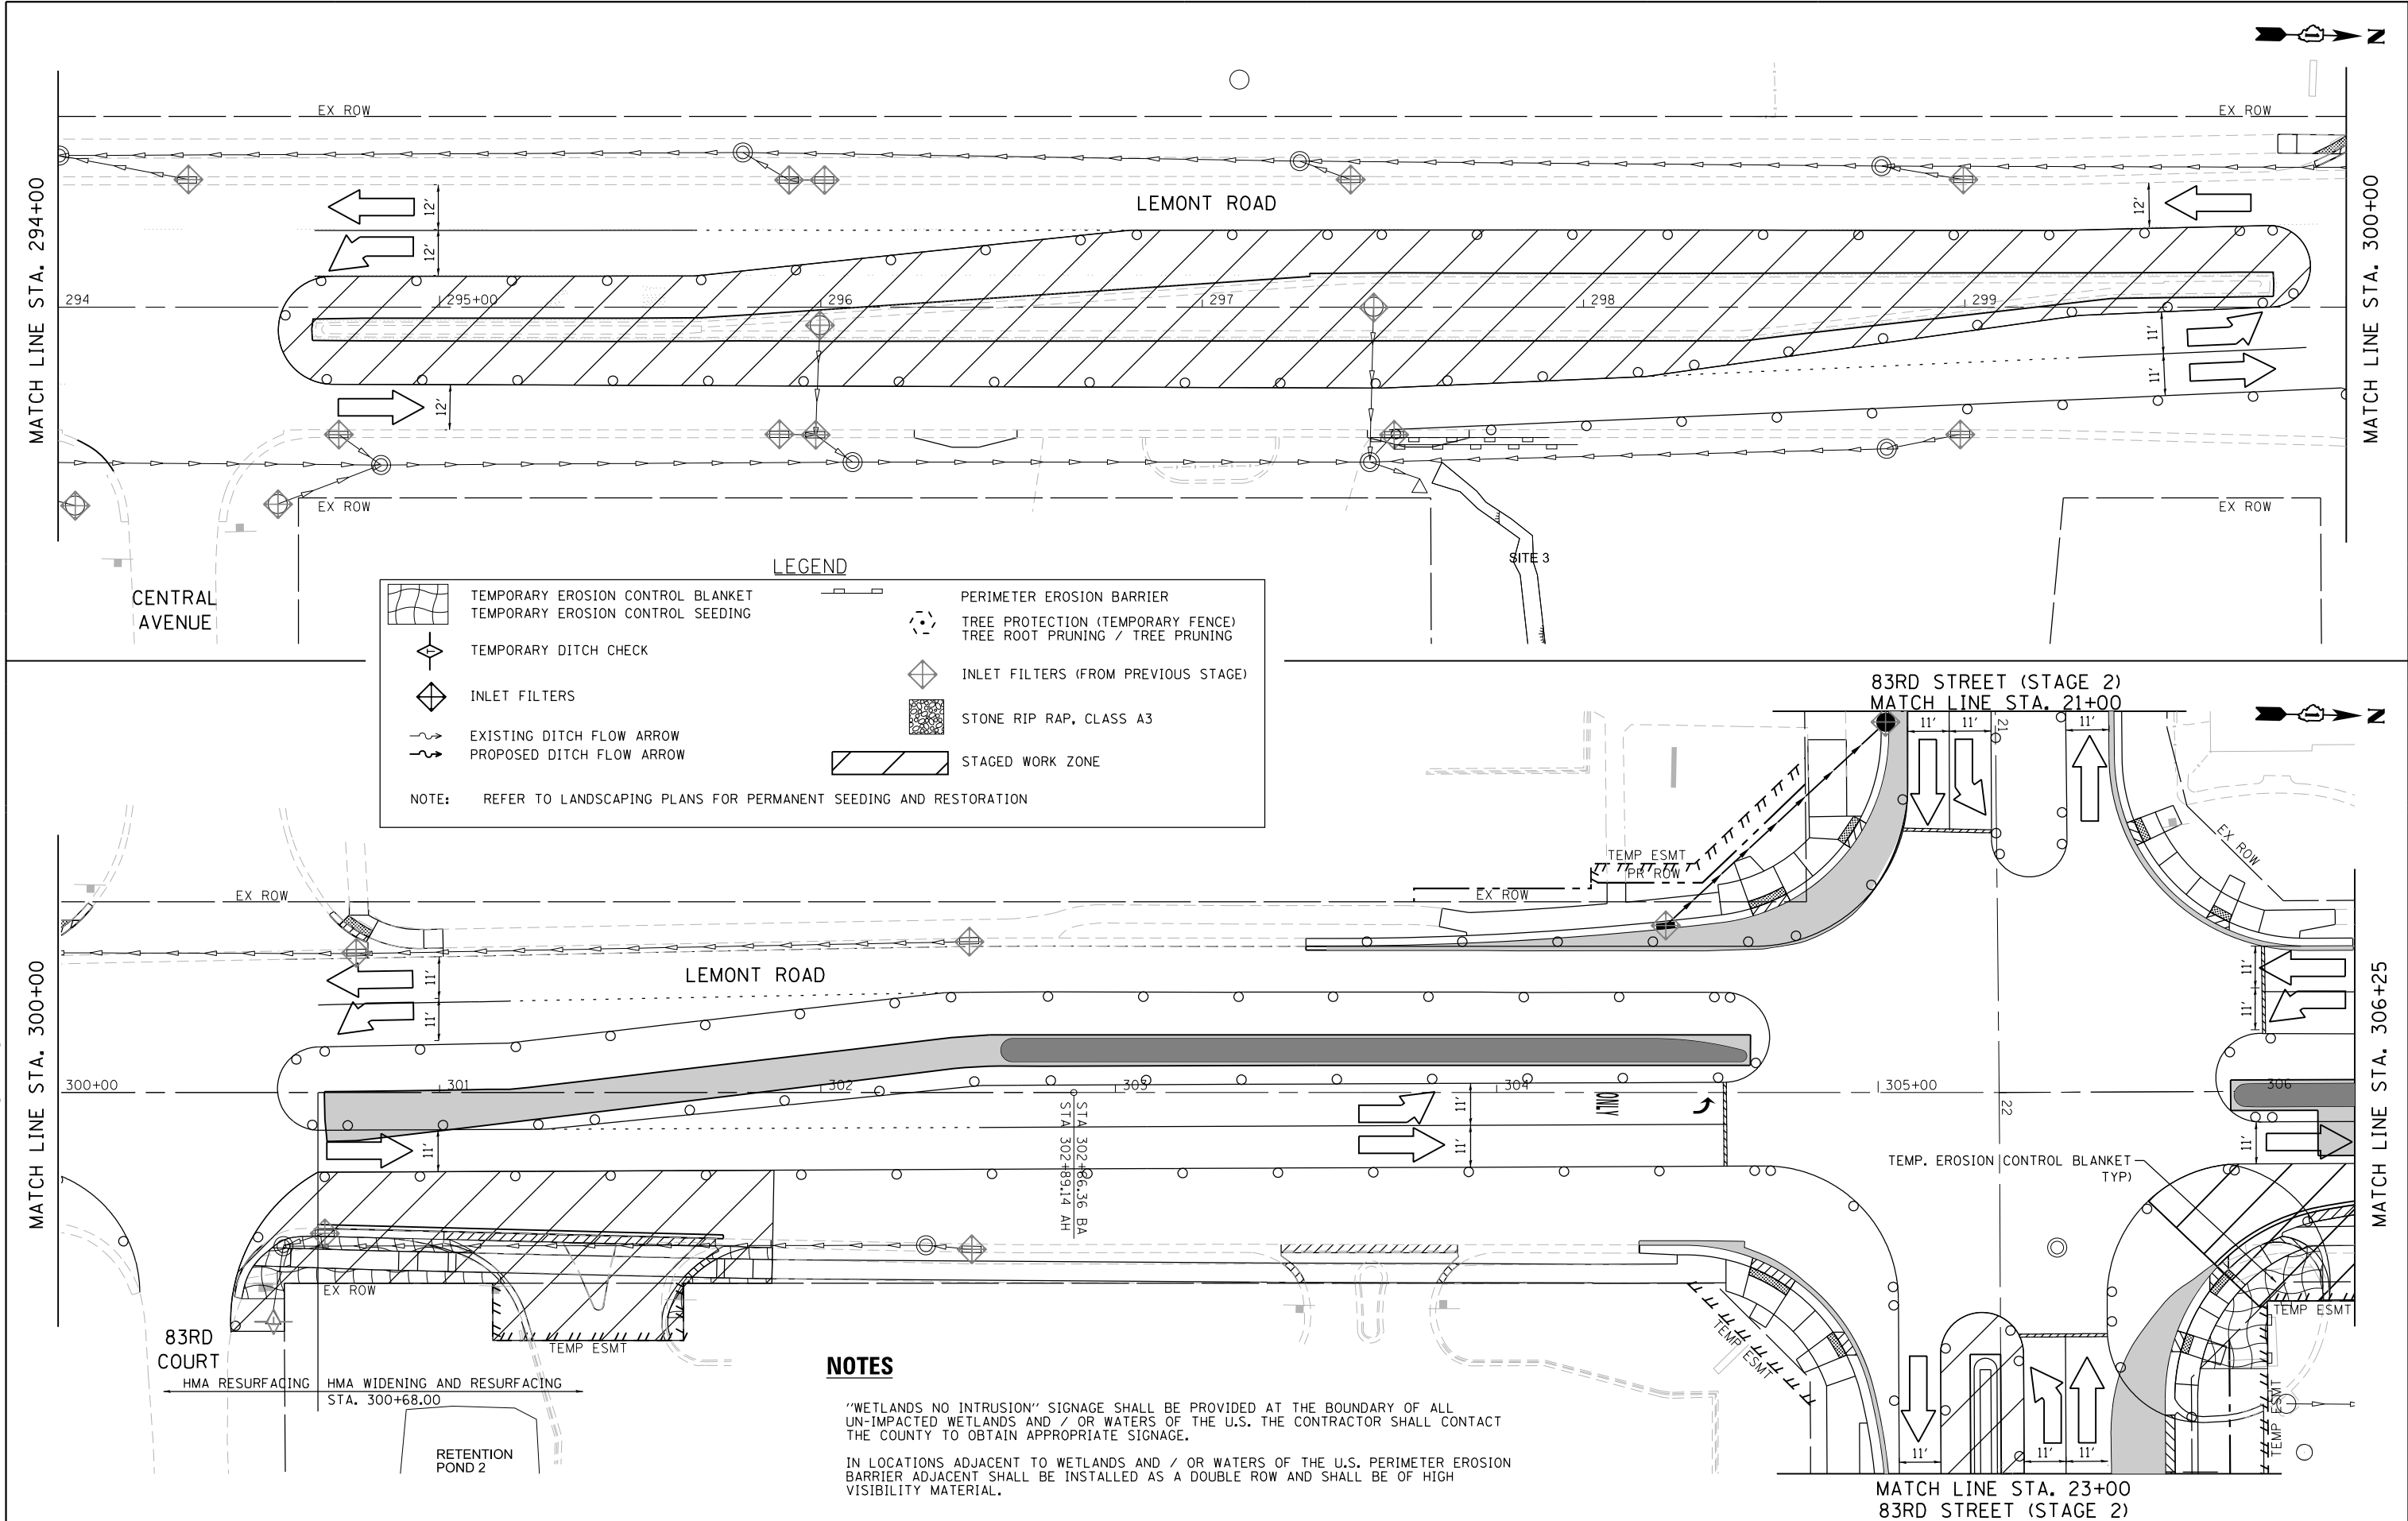 N
EX ROW
EX ROW
MATCH LINE STA. 294+00
MATCH LINE STA. 300+00
LEMONT ROAD
12'
12'
12'
294
295+00
296
297
298
299
11'
11'
12'
EX ROW
EX ROW
SITE 3
CENTRAL
AVENUE
LEGEND
TEMPORARY EROSION CONTROL BLANKET
TEMPORARY EROSION CONTROL SEEDING
TEMPORARY DITCH CHECK
INLET FILTERS
EXISTING DITCH FLOW ARROW
PROPOSED DITCH FLOW ARROW
PERIMETER EROSION BARRIER
TREE PROTECTION (TEMPORARY FENCE)
TREE ROOT PRUNING / TREE PRUNING
INLET FILTERS (FROM PREVIOUS STAGE)
STONE RIP RAP, CLASS A3
STAGED WORK ZONE
NOTE: REFER TO LANDSCAPING PLANS FOR PERMANENT SEEDING AND RESTORATION
83RD STREET (STAGE 2)
MATCH LINE STA. 21+00
N
11'
11'
21
11'
EX ROW
TEMP ESMT
PR ROW
EX ROW
EX ROW
MATCH LINE STA. 300+00
MATCH LINE STA. 306+25
LEMONT ROAD
11'
11'
11'
11'
300+00
301
302
303
304
305+00
306
22
ONLY
11'
11'
11'
11'
STA 302+86.36 BA
STA 302+89.14 AH
TEMP. EROSION CONTROL BLANKET
TYP)
EX ROW
TEMP ESMT
TEMP ESMT
TEMP ESMT
TEMP ESMT
83RD
COURT
HMA RESURFACING
HMA WIDENING AND RESURFACING
STA. 300+68.00
RETENTION
POND 2
NOTES
"WETLANDS NO INTRUSION" SIGNAGE SHALL BE PROVIDED AT THE BOUNDARY OF ALL
UN-IMPACTED WETLANDS AND / OR WATERS OF THE U.S. THE CONTRACTOR SHALL CONTACT
THE COUNTY TO OBTAIN APPROPRIATE SIGNAGE.
IN LOCATIONS ADJACENT TO WETLANDS AND / OR WATERS OF THE U.S. PERIMETER EROSION
BARRIER ADJACENT SHALL BE INSTALLED AS A DOUBLE ROW AND SHALL BE OF HIGH
VISIBILITY MATERIAL.
11'
11'
11'
MATCH LINE STA. 23+00
83RD STREET (STAGE 2)